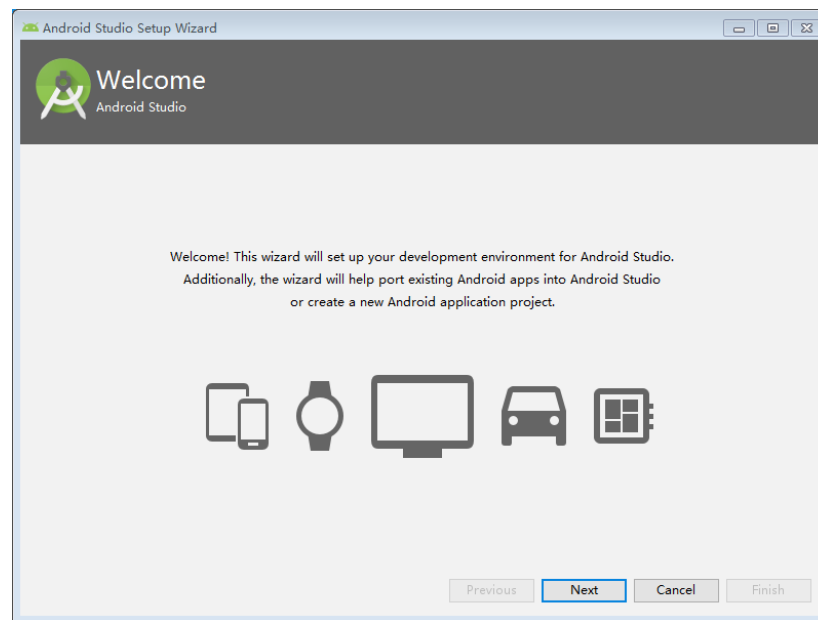 Android Studio Setup Wizard
Welcome
Android Studio
Welcome! This wizard will set up your development environment for Android Studio.
Additionally, the wizard will help port existing Android apps into Android Studio
or create a new Android application project.
Previous Next Cancel Finish